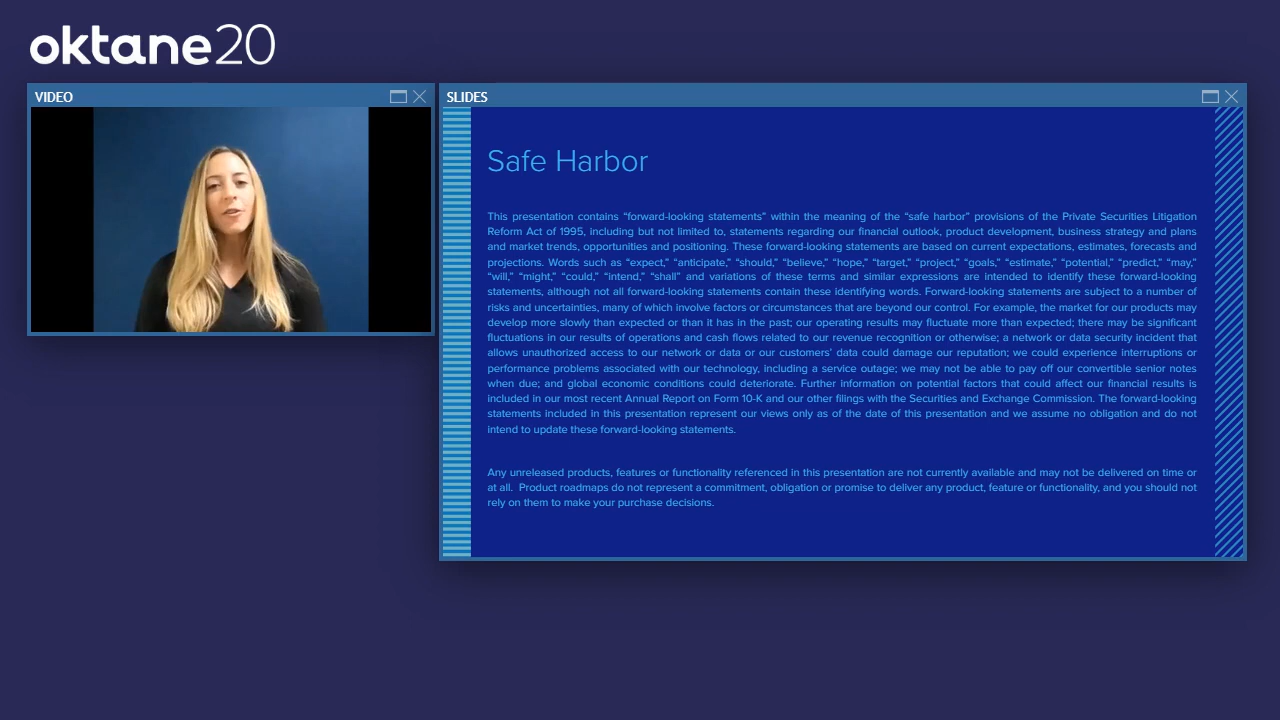 oktane20
VIDEO
SLIDES
Safe Harbor
This presentation contains “forward-looking statements” within the meaning of the “safe harbor” provisions of the Private Securities Litigation
Reform Act of 1995, including but not limited to, statements regarding our financial outlook, product development, business strategy and plans
and market trends, opportunities and positioning. These forward-looking statements are based on current expectations, estimates, forecasts and
projections. Words such as “expect,” “anticipate,” “should,” “believe,” “hope,” “target,” “project,” “goals,” “estimate,” “potential,” “predict,” “may,”
“will,” “might,” “could,” “intend,” “shall” and variations of these terms and similar expressions are intended to identify these forward-looking
statements, although not all forward-looking statements contain these identifying words. Forward-looking statements are subject to a number of
risks and uncertainties, many of which involve factors or circumstances that are beyond our control. For example, the market for our products may
develop more slowly than expected or than it has in the past; our operating results may fluctuate more than expected; there may be significant
fluctuations in our results of operations and cash flows related to our revenue recognition or otherwise; a network or data security incident that
allows unauthorized access to our network or data or our customers’ data could damage our reputation; we could experience interruptions or
performance problems associated with our technology, including a service outage; we may not be able to pay off our convertible senior notes
when due; and global economic conditions could deteriorate. Further information on potential factors that could affect our financial results is
included in our most recent Annual Report on Form 10-K and our other filings with the Securities and Exchange Commission. The forward-looking
statements included in this presentation represent our views only as of the date of this presentation and we assume no obligation and do not
intend to update these forward-looking statements.
Any unreleased products, features or functionality referenced in this presentation are not currently available and may not be delivered on time or
at all. Product roadmaps do not represent a commitment, obligation or promise to deliver any product, feature or functionality, and you should not
rely on them to make your purchase decisions.